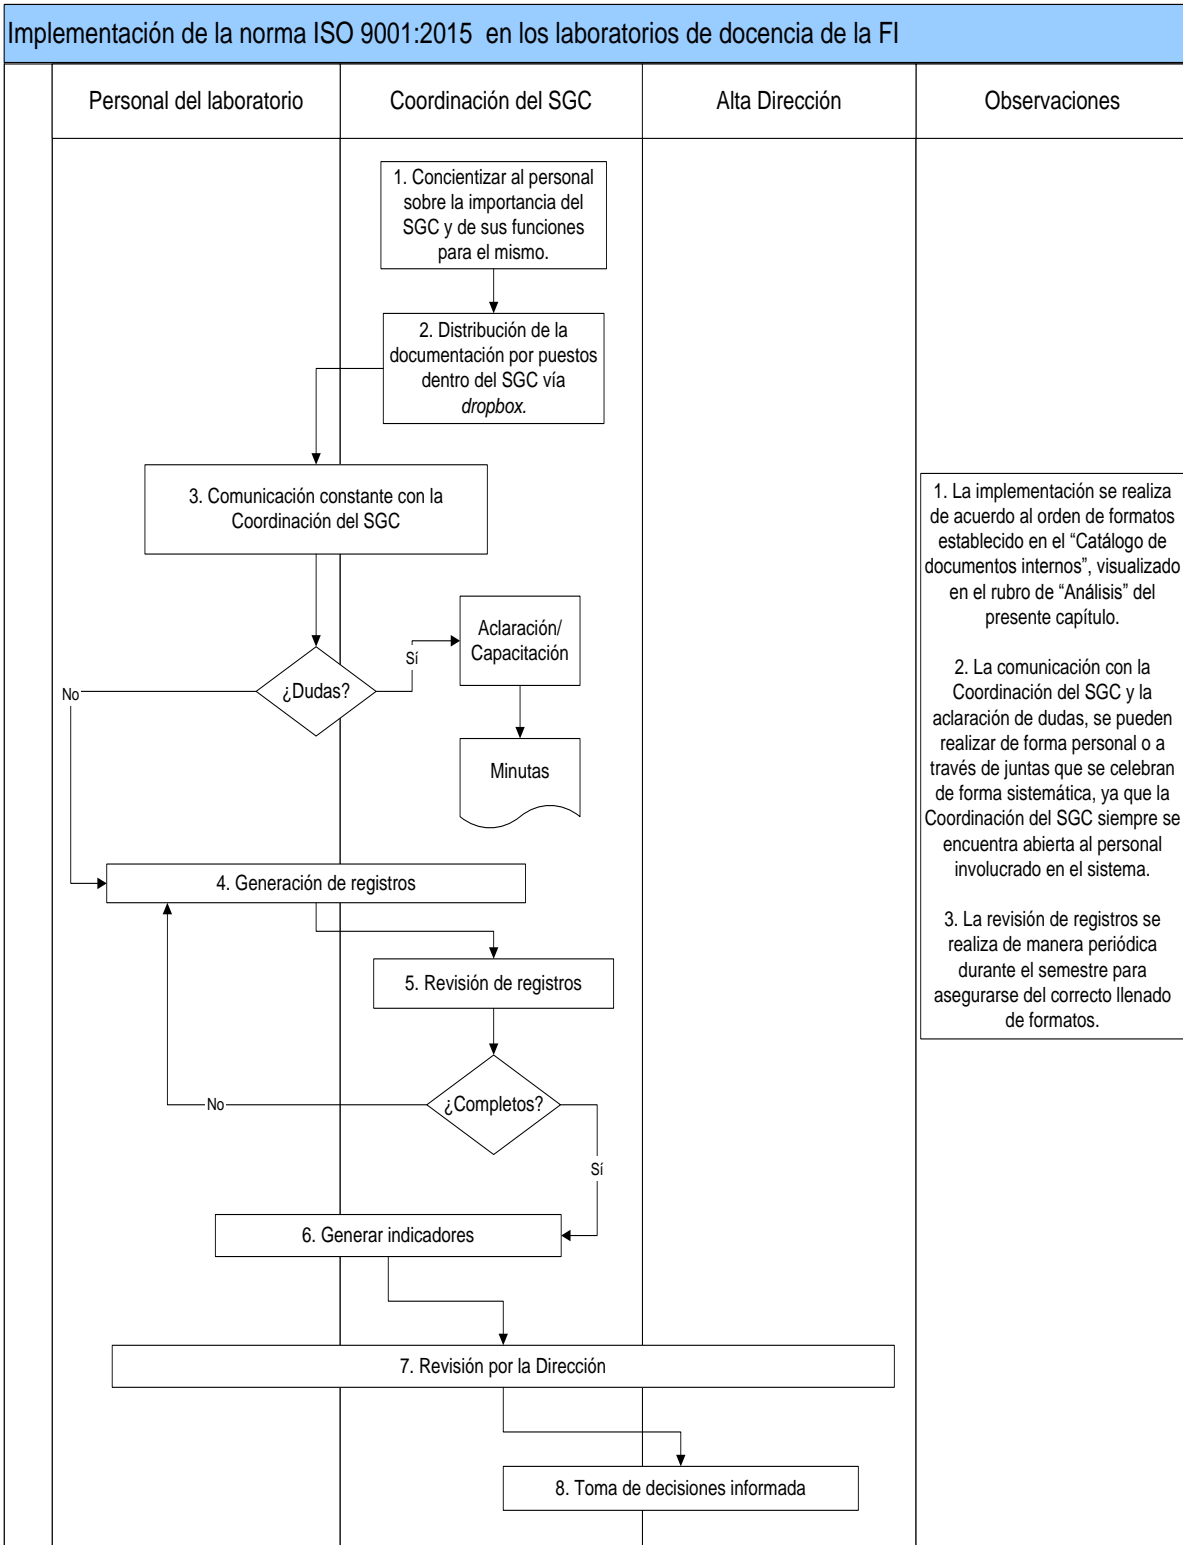 Implementación de la norma ISO 9001:2015 en los laboratorios de docencia de la FI
Personal del laboratorio
Coordinación del SGC
Alta Dirección
Observaciones
1. Concientizar al personal
sobre la importancia del
SGC y de sus funciones
para el mismo.
2. Distribución de la
documentación por puestos
dentro del SGC vía
dropbox.
3. Comunicación constante con la
Coordinación del SGC
¿Dudas?
Sí
No
Aclaración/
Capacitación
Minutas
4. Generación de registros
5. Revisión de registros
¿Completos?
No
Sí
6. Generar indicadores
7. Revisión por la Dirección
8. Toma de decisiones informada
1. La implementación se realiza
de acuerdo al orden de formatos
establecido en el “Catálogo de
documentos internos”, visualizado
en el rubro de “Análisis” del
presente capítulo.
2. La comunicación con la
Coordinación del SGC y la
aclaración de dudas, se pueden
realizar de forma personal o a
través de juntas que se celebran
de forma sistemática, ya que la
Coordinación del SGC siempre se
encuentra abierta al personal
involucrado en el sistema.
3. La revisión de registros se
realiza de manera periódica
durante el semestre para
asegurarse del correcto llenado
de formatos.